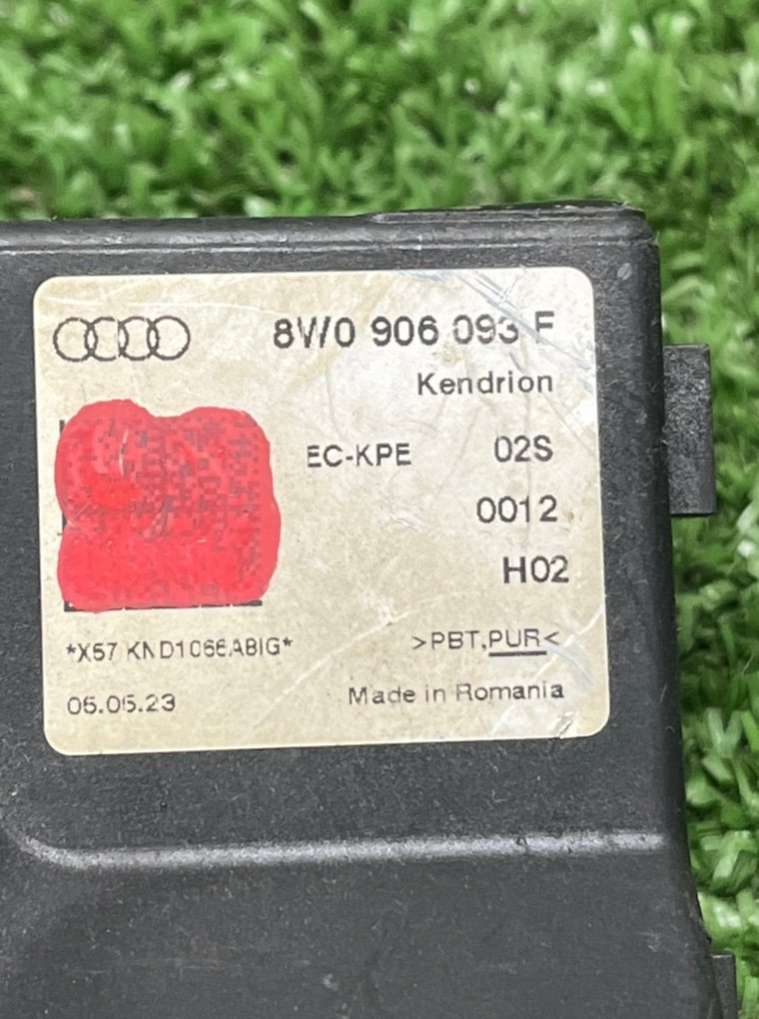 8W0 906 093 F
Kendrion
EC-KPE 02S
0012
H02
*X57 KND1066ABIG*
>PBT,PUR<
06.06.23
Made in Romania